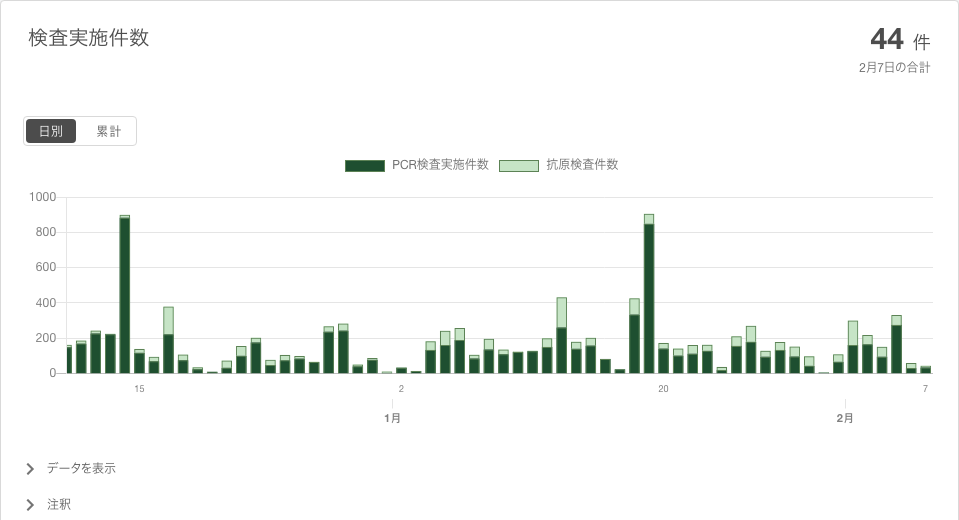 検査実施件数
44 件
2月7日の合計
日別 累計
PCR検査実施件数 抗原検査件数
1000
800
600
400
200
0
15 2 20 7
1月 2月
データを表示
注釈